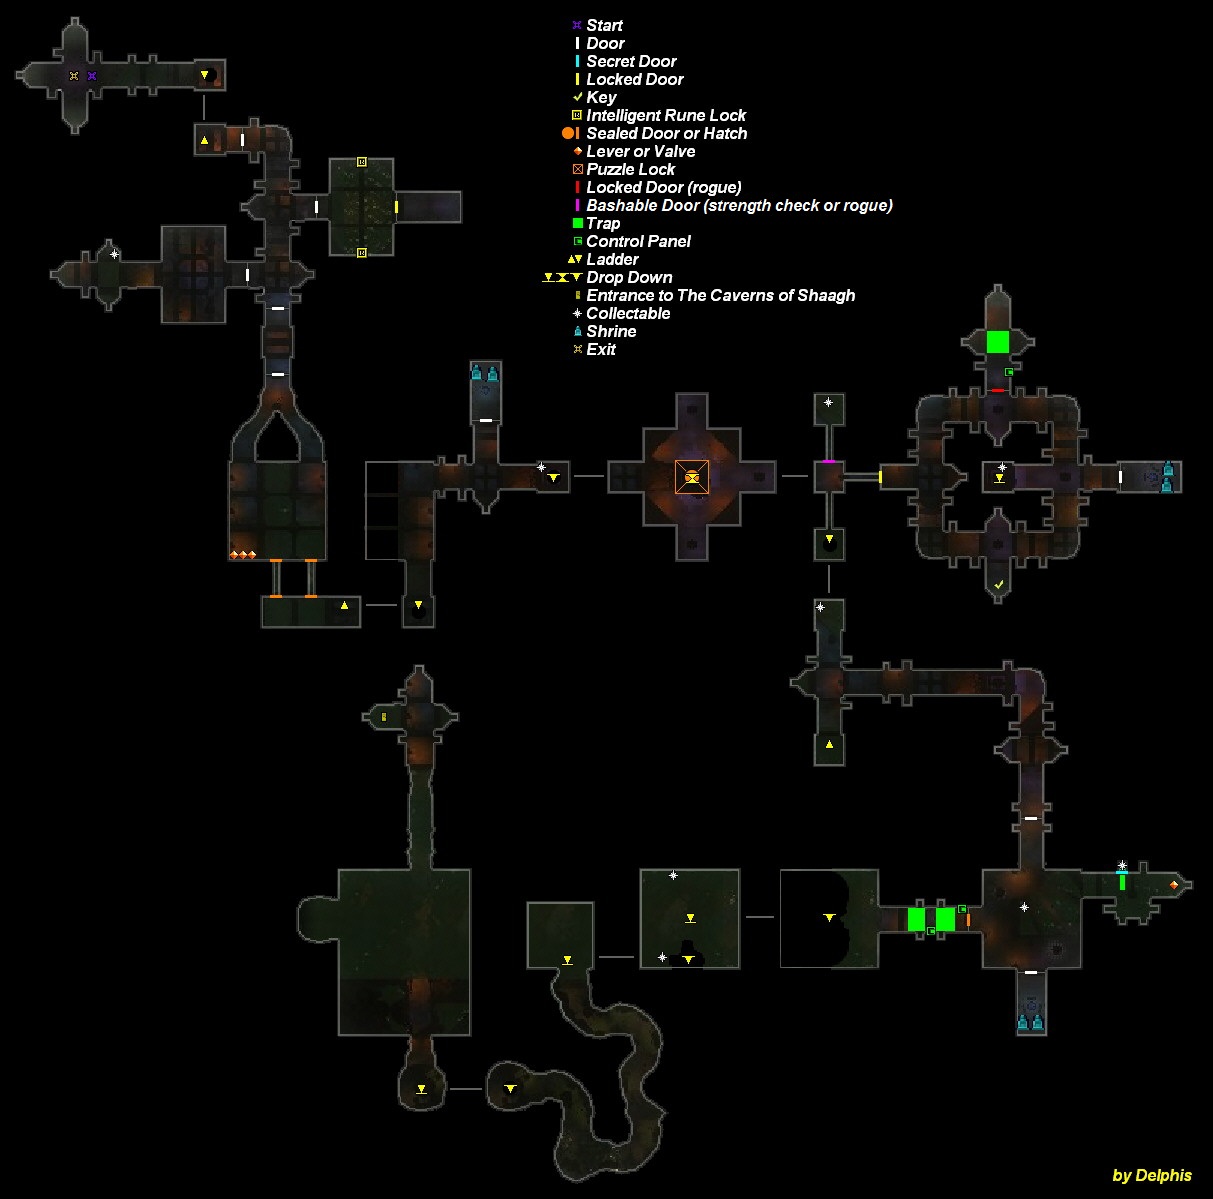 Start
Door
Secret Door
Locked Door
Key
Intelligent Rune Lock
Sealed Door or Hatch
Lever or Valve
Puzzle Lock
Locked Door (rogue)
Bashable Door (strength check or rogue)
Trap
Control Panel
Ladder
Drop Down
Entrance to The Caverns of Shaagh
Collectable
Shrine
Exit
by Delphis